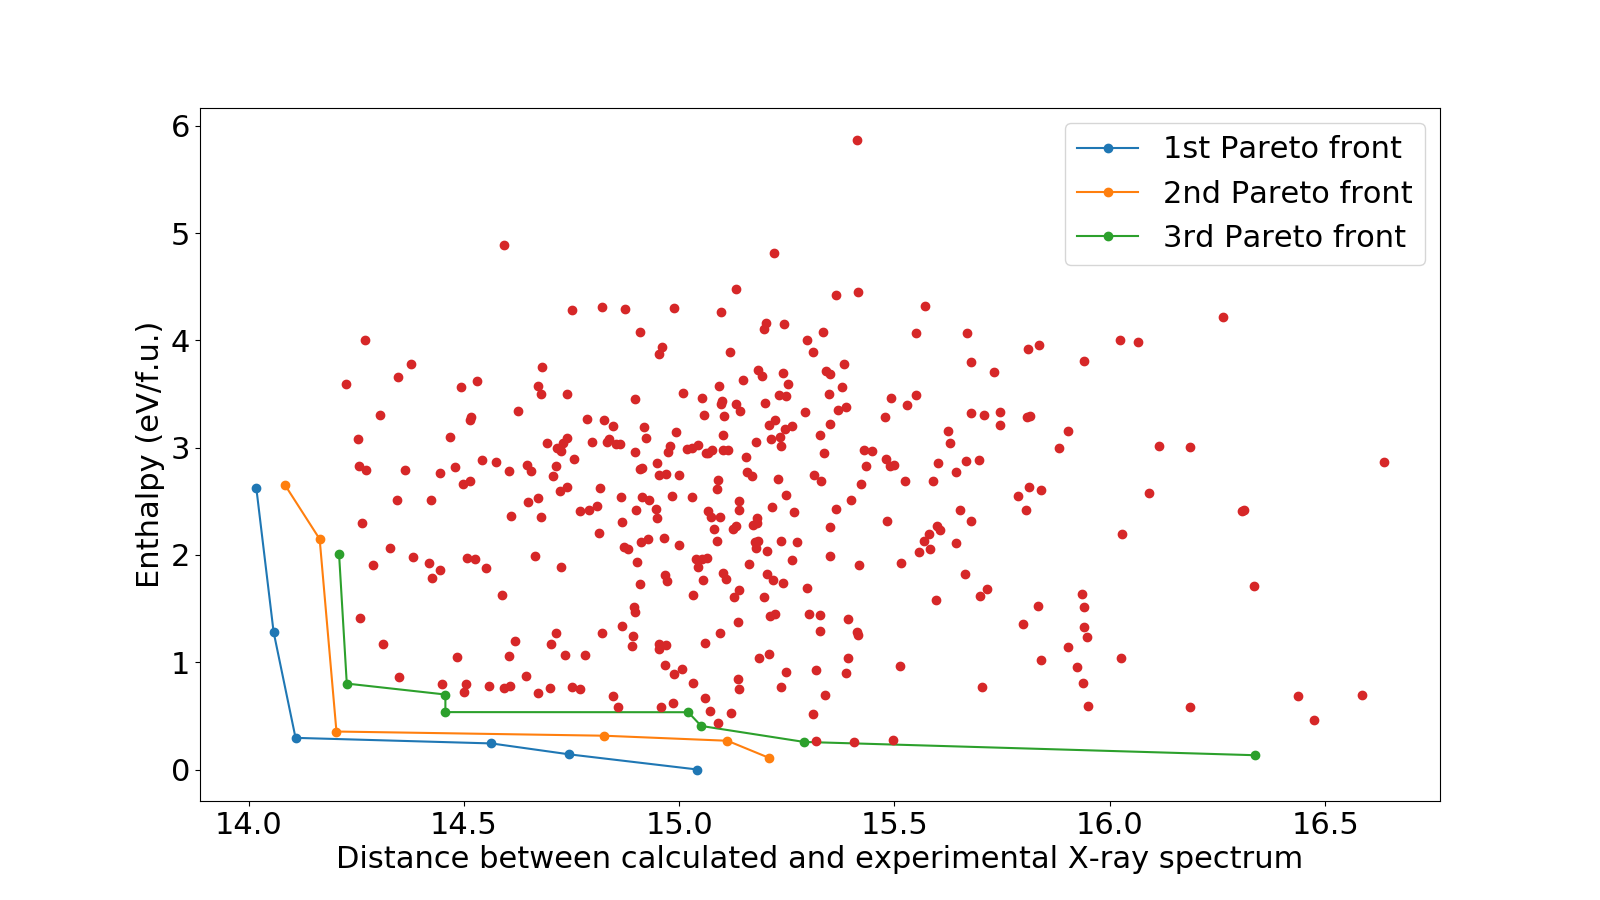 1st Pareto front
2nd Pareto front
3rd Pareto front
Enthalpy (eV/f.u.)
6
5
4
3
2
1
0
14.0 14.5 15.0 15.5 16.0 16.5
Distance between calculated and experimental X-ray spectrum